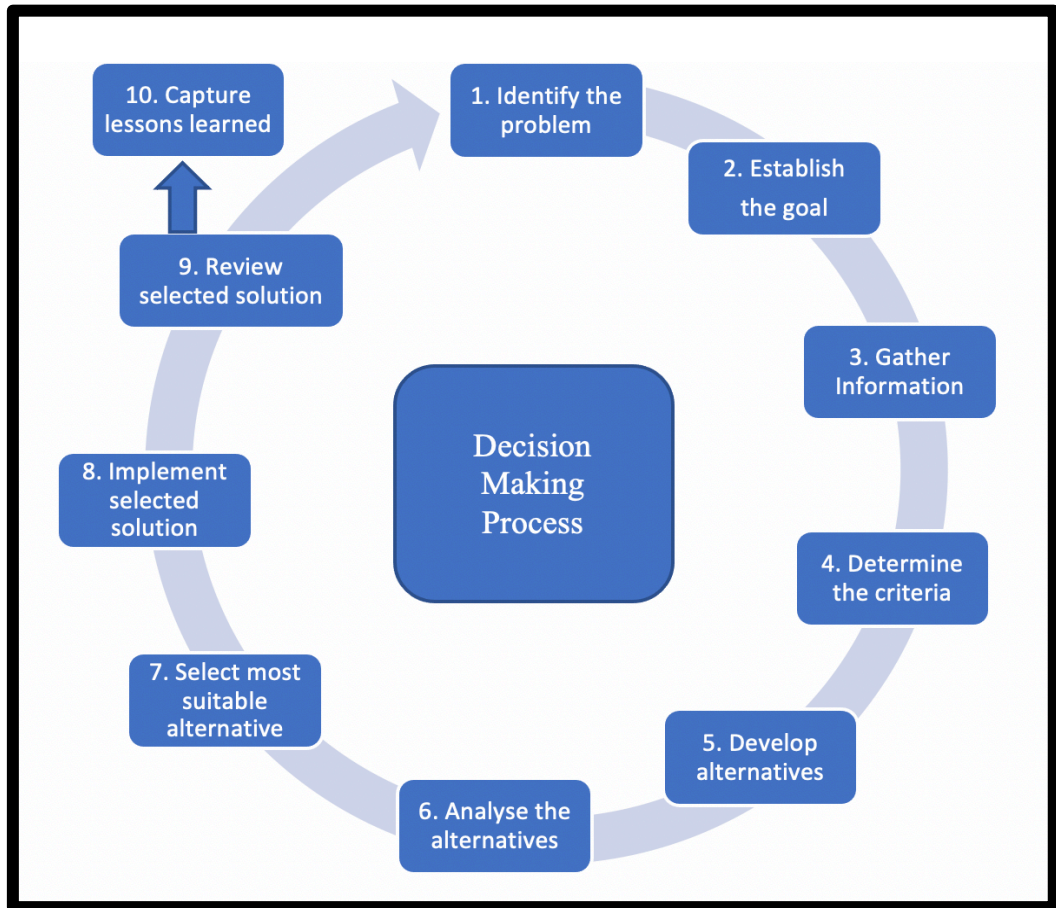 1. Identify the
problem
2. Establish
the goal
3. Gather
Information
4. Determine
the criteria
5. Develop
alternatives
6. Analyse the
alternatives
7. Select most
suitable
alternative
8. Implement
selected
solution
9. Review
selected solution
10. Capture
lessons learned
Decision
Making
Process